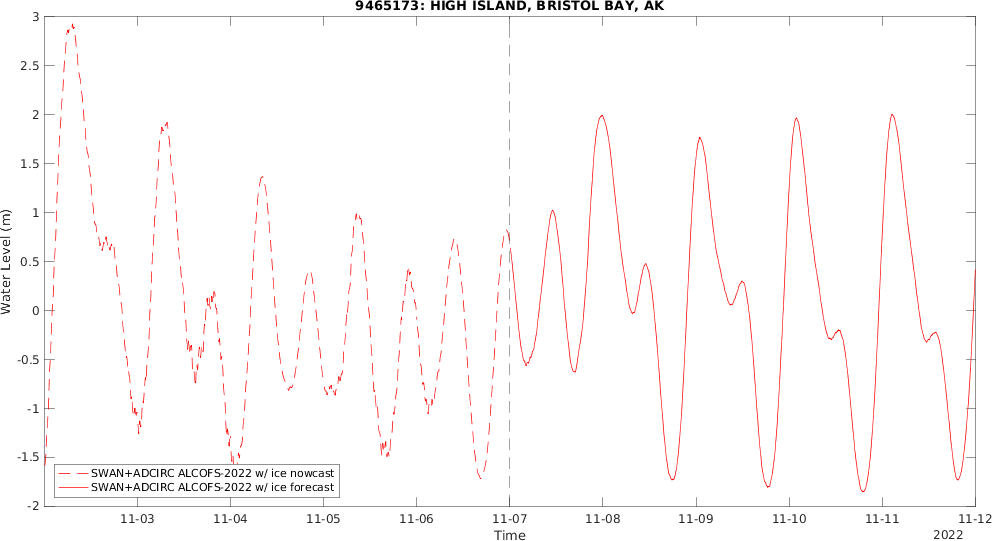 9465173: HIGH ISLAND, BRISTOL BAY, AK
Water Level (m)
3
2.5
2
1.5
1
0.5
0
-0.5
-1
-1.5
-2
SWAN+ADCIRC ALCOFS-2022 w/ ice nowcast
SWAN+ADCIRC ALCOFS-2022 w/ ice forecast
11-03 11-04 11-05 11-06 11-07 11-08 11-09 11-10 11-11 11-12
Time
2022